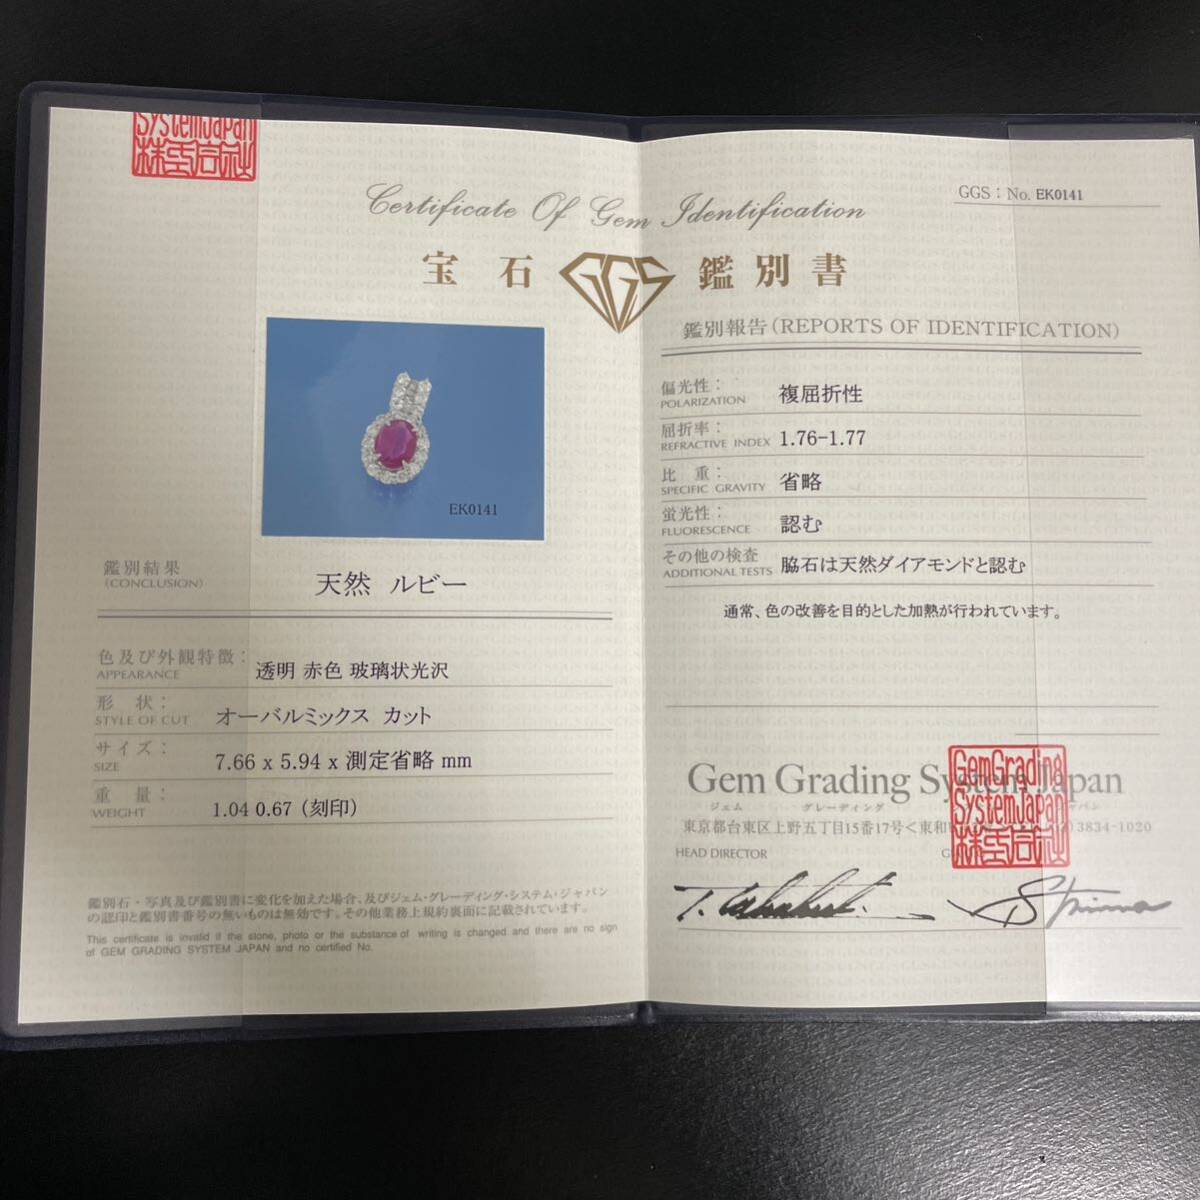 SystemJapan
株式会社
Certificate Of Gem Identification
宝石 GGS 鑑別書
EK0141
鑑別結果
(CONCLUSION)
天然 ルビー
色及び外観特徴:
APPEARANCE
透明 赤色 玻璃状光沢
形 状:
STYLE OF CUT
オーバルミックス カット
サイズ:
SIZE
7.66 x 5.94 x 測定省略 mm
重 量:
WEIGHT
1.04 0.67 (刻印)
鑑別石・写真及び鑑別書に変化を加えた場合、及びジェム・グレーディング・システム・ジャパン
の認印と鑑別書番号の無いものは無効です。その他業務上規約裏面に記載されています。
This certificate is invalid if the stone, photo or the substance of writing is changed and there are no sign
of GEM GRADING SYSTEM JAPAN and no certified No.
GGS : No. EK0141
鑑別報告(REPORTS OF IDENTIFICATION)
偏光性:
POLARIZATION
複屈折性
屈折率:
REFRACTIVE INDEX
1.76-1.77
比 重:
SPECIFIC GRAVITY
省略
蛍光性:
FLUORESCENCE
認む
その他の検査
ADDITIONAL TESTS
脇石は天然ダイアモンドと認む
通常、色の改善を目的とした加熱が行われています。
Gem Grading System Japan
ジェム グレーディング
東京都台東区上野五丁目15番17号<東和 3834-1020
HEAD DIRECTOR
GemGrading
SystemJapan
株式会社